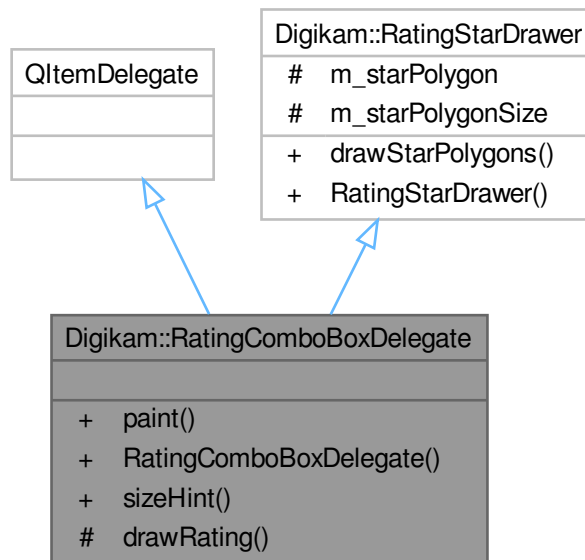 QItemDelegate
Digikam::RatingStarDrawer
# m_starPolygon
# m_starPolygonSize
+ drawStarPolygons()
+ RatingStarDrawer()
Digikam::RatingComboBoxDelegate
+ paint()
+ RatingComboBoxDelegate()
+ sizeHint()
# drawRating()